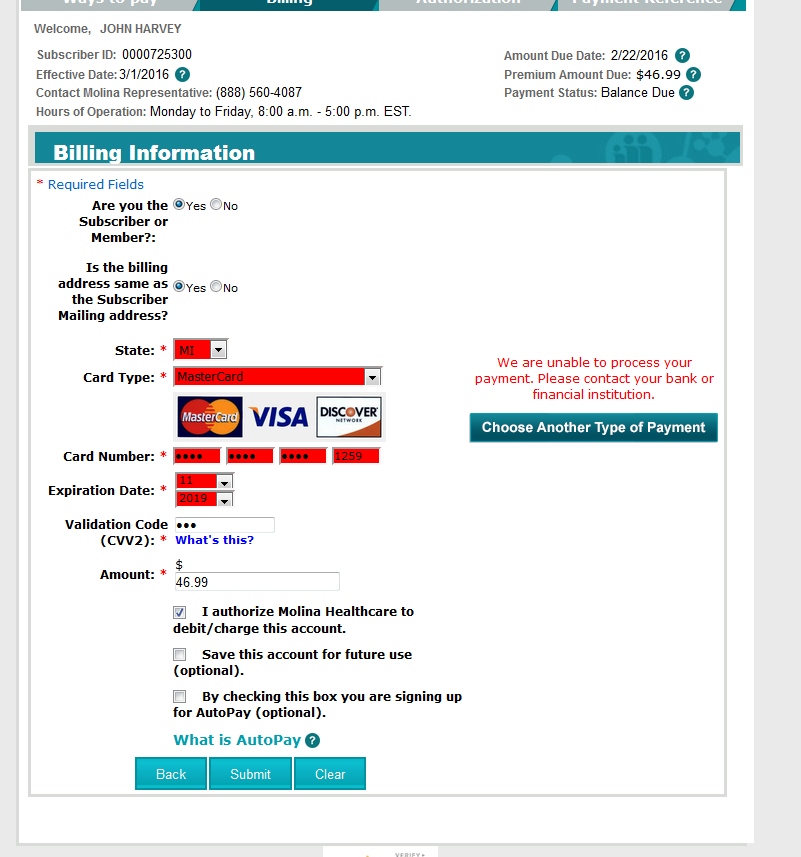 Ways to pay Billing Authorization Payment Reference
Welcome, JOHN HARVEY
Subscriber ID: 0000725300
Effective Date: 3/1/2016 ?
Contact Molina Representative: (888) 560-4087
Hours of Operation: Monday to Friday, 8:00 a.m. - 5:00 p.m. EST.
Amount Due Date: 2/22/2016 ?
Premium Amount Due: $46.99 ?
Payment Status: Balance Due ?
Billing Information
* Required Fields
Are you the
Subscriber or
Member?:
Yes No
Is the billing
address same as
the Subscriber
Mailing address?
Yes No
State: * MI
Card Type: * MasterCard
MasterCard VISA DISCOVER
NETWORK
Card Number: * •••• •••• •••• 1259
Expiration Date: * 11
2019
Validation Code
(CVV2): *
•••
What's this?
Amount: * $
46.99
I authorize Molina Healthcare to
debit/charge this account.
Save this account for future use
(optional).
By checking this box you are signing up
for AutoPay (optional).
What is AutoPay ?
Back Submit Clear
We are unable to process your
payment. Please contact your bank or
financial institution.
Choose Another Type of Payment
VERIFY